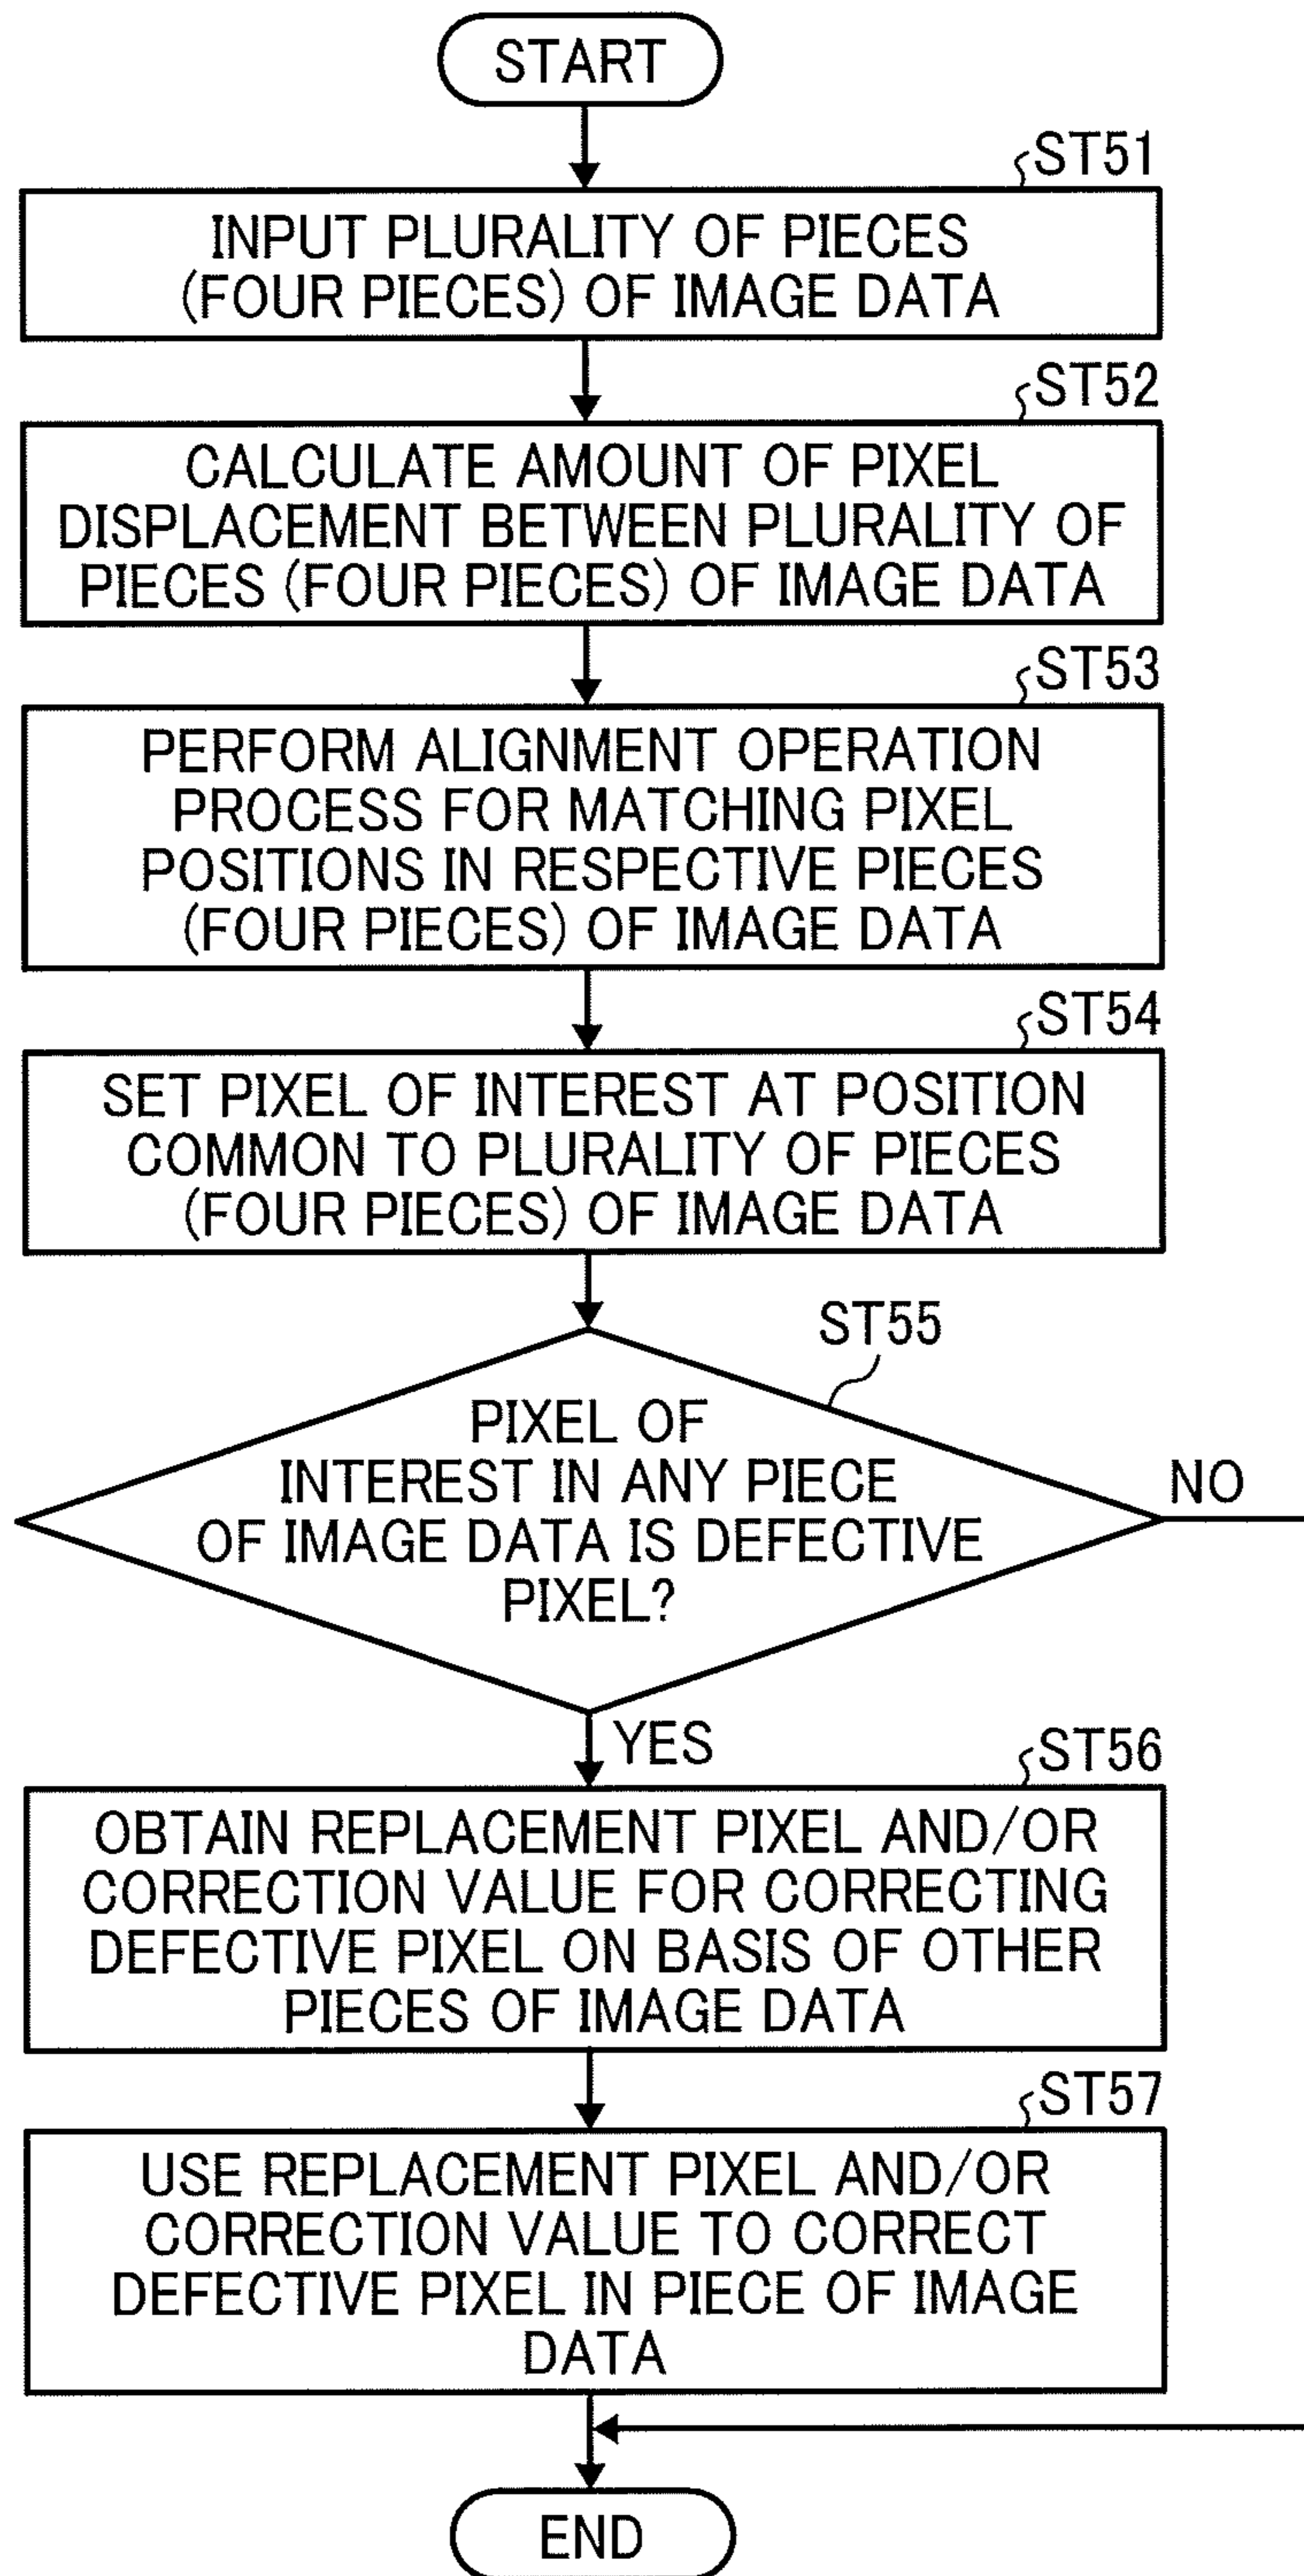 START
ST51
INPUT PLURALITY OF PIECES
(FOUR PIECES) OF IMAGE DATA
ST52
CALCULATE AMOUNT OF PIXEL
DISPLACEMENT BETWEEN PLURALITY OF
PIECES (FOUR PIECES) OF IMAGE DATA
ST53
PERFORM ALIGNMENT OPERATION
PROCESS FOR MATCHING PIXEL
POSITIONS IN RESPECTIVE PIECES
(FOUR PIECES) OF IMAGE DATA
ST54
SET PIXEL OF INTEREST AT POSITION
COMMON TO PLURALITY OF PIECES
(FOUR PIECES) OF IMAGE DATA
ST55
PIXEL OF
INTEREST IN ANY PIECE
OF IMAGE DATA IS DEFECTIVE
PIXEL?
NO
YES
ST56
OBTAIN REPLACEMENT PIXEL AND/OR
CORRECTION VALUE FOR CORRECTING
DEFECTIVE PIXEL ON BASIS OF OTHER
PIECES OF IMAGE DATA
ST57
USE REPLACEMENT PIXEL AND/OR
CORRECTION VALUE TO CORRECT
DEFECTIVE PIXEL IN PIECE OF IMAGE
DATA
END